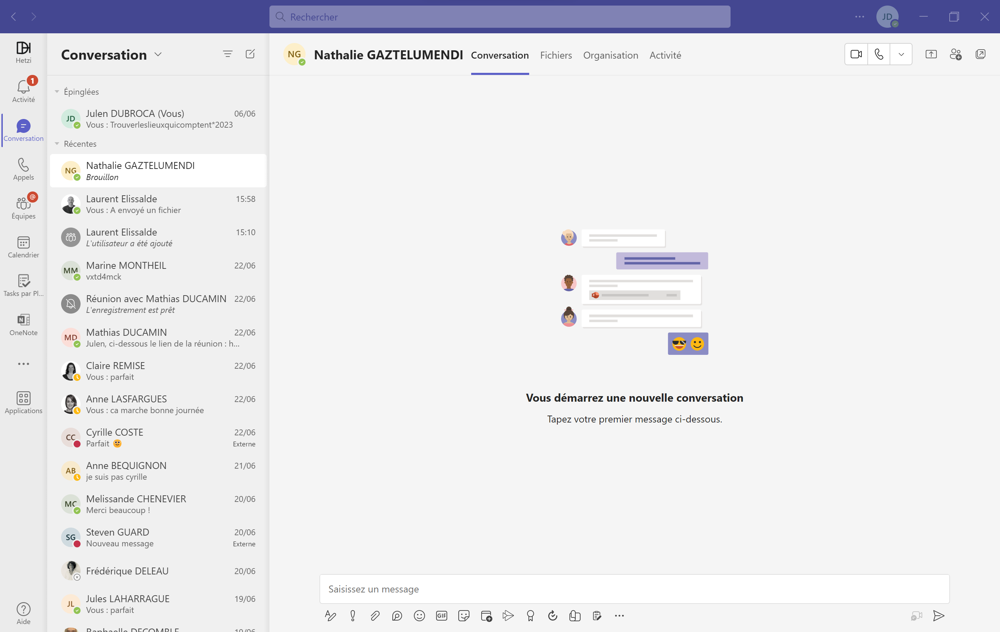 Rechercher
JD
Hetzi
1
Activité
Conversation
Appels
@
Équipes
Calendrier
Tasks par Pl...
OneNote
Applications
Aide
Conversation
Épinglées
JD
Julen DUBROCA (Vous) 06/06
Vous : Trouverleslieuxquicomptent*2023
Récentes
NG
Nathalie GAZTELUMENDI
Brouillon
Laurent Elissalde 15:58
Vous : A envoyé un fichier
Laurent Elissalde 15:10
L'utilisateur a été ajouté
MM
Marine MONTHEIL 22/06
vxtd4mck
Réunion avec Mathias DUCAMIN 22/06
L'enregistrement est prêt
MD
Mathias DUCAMIN 22/06
Julen, ci-dessous le lien de la réunion : h...
Claire REMISE 22/06
Vous : parfait
Anne LASFARGUES 22/06
Vous : ca marche bonne journée
CC
Cyrille COSTE 22/06
Parfait 
Externe
AB
Anne BEQUIGNON 21/06
je suis pas cyrille
MC
Melissande CHENEVIER 20/06
Merci beaucoup !
SG
Steven GUARD 20/06
Nouveau message Externe
Frédérique DELEAU 20/06
JL
Jules LAHARRAGUE 19/06
Vous : parfait
NG
Nathalie GAZTELUMENDI Conversation Fichiers Organisation Activité
Vous démarrez une nouvelle conversation
Tapez votre premier message ci-dessous.
Saisissez un message
GIF